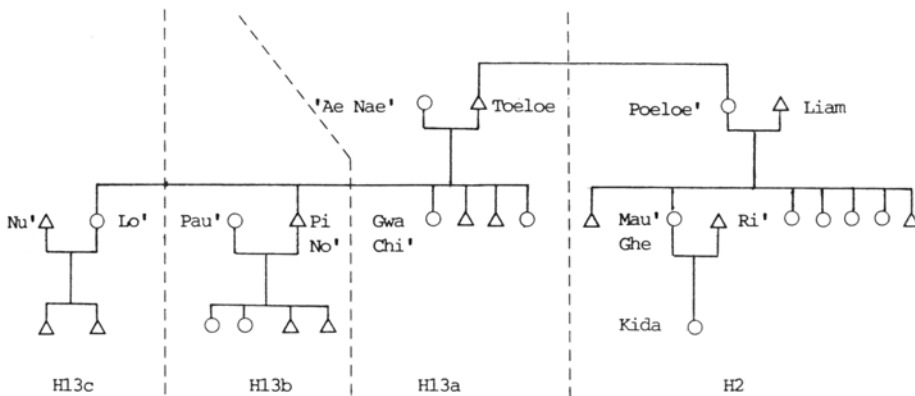 'Ae Nae' Toeloe Poeloe' Liam
Nu' Lo' Pau' Pi Gwa Mau' Ri'
No' Chi' Ghe
Kida
H13c H13b H13a H2